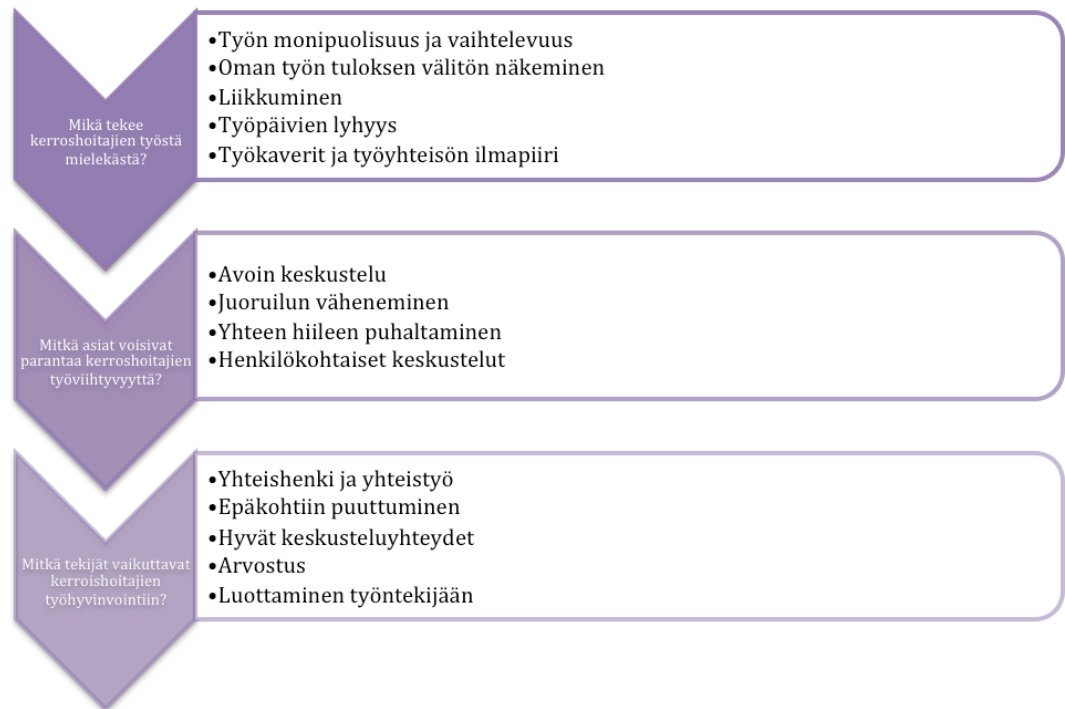 Mikä tekee
kerroshoitajien työstä
mielekästä?
•Työn monipuolisuus ja vaihtelevuus
•Oman työn tuloksen välitön näkeminen
•Liikkuminen
•Työpäivien lyhyys
•Työkaverit ja työyhteisön ilmapiiri
Mitkä asiat voisivat
parantaa kerroshoitajien
työviihtyvyyttä?
•Avoin keskustelu
•Juoruilun väheneminen
•Yhteen hiileen puhaltaminen
•Henkilökohtaiset keskustelut
Mitkä tekijät vaikuttavat
kerroishoitajien
työhyvinvointiin?
•Yhteishenki ja yhteistyö
•Epäkohtiin puuttuminen
•Hyvät keskusteluyhteydet
•Arvostus
•Luottaminen työntekijään